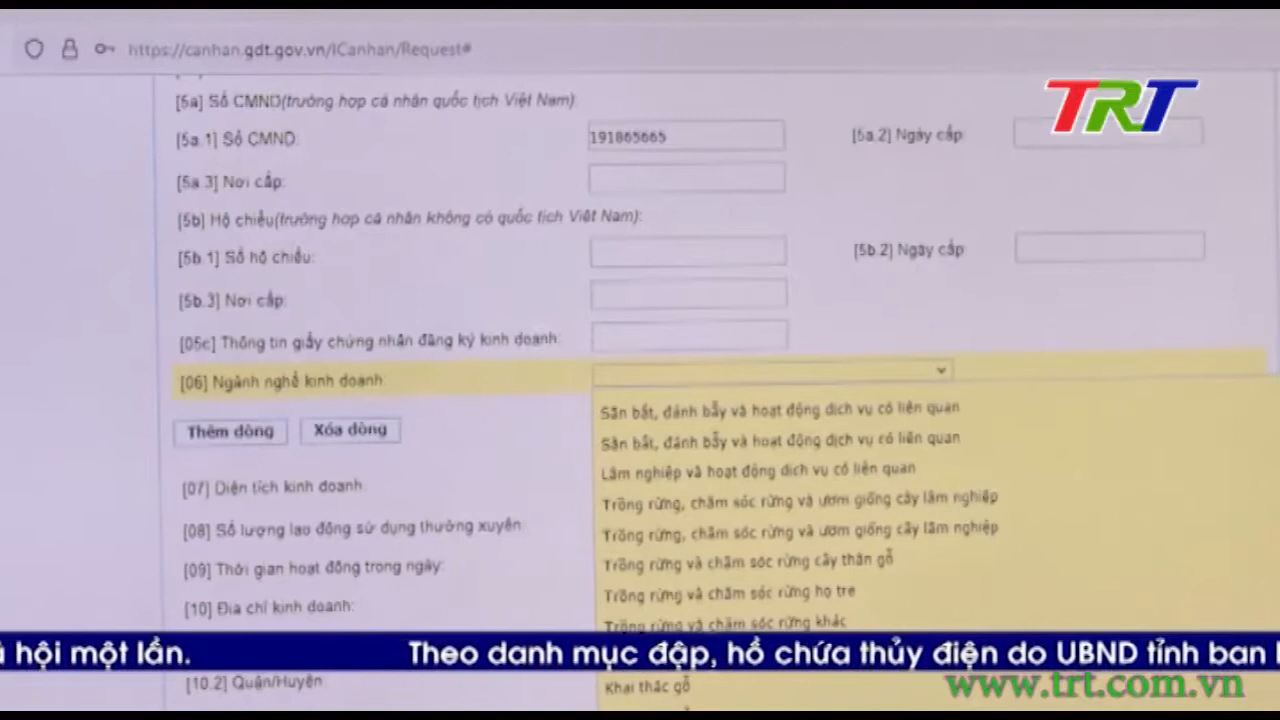 https://canhan.gdt.gov.vn/ICanhan/Request#
TRT
[5a] Số CMND(trường hợp cá nhân quốc tịch Việt Nam):
[5a.1] Số CMND: 191865665 [5a.2] Ngày cấp
[5a.3] Nơi cấp:
[5b] Hộ chiếu(trường hợp cá nhân không có quốc tịch Việt Nam):
[5b.1] Số hộ chiếu: [5b.2] Ngày cấp
[5b.3] Nơi cấp:
[05c] Thông tin giấy chứng nhận đăng ký kinh doanh:
[06] Ngành nghề kinh doanh:
Săn bắt, đánh bẫy và hoạt động dịch vụ có liên quan
Thêm dòng Xóa dòng
Săn bắt, đánh bẫy và hoạt động dịch vụ có liên quan
Lâm nghiệp và hoạt động dịch vụ có liên quan
[07] Diện tích kinh doanh:
Trồng rừng, chăm sóc rừng và ươm giống cây lâm nghiệp
[08] Số lượng lao động sử dụng thường xuyên:
Trồng rừng, chăm sóc rừng và ươm giống cây lâm nghiệp
[09] Thời gian hoạt động trong ngày:
Trồng rừng và chăm sóc rừng cây thân gỗ
[10] Địa chỉ kinh doanh:
Trồng rừng và chăm sóc rừng họ tre
Trồng rừng và chăm sóc rừng khác
hội một lần. Theo danh mục đập, hồ chứa thủy điện do UBND tỉnh ban
[10.2] Quận/Huyện: Khai thác gỗ
www.trt.com.vn